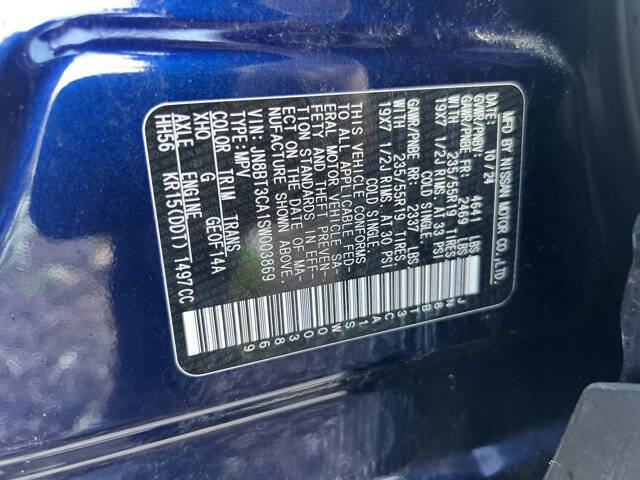 MFD BY NISSAN MOTOR CO.,LTD.
10/24
GVWR/PNBV: 4641 LBS
GAWR/PNBE FR: 2469 LBS
WITH 235/55R19 TIRES.
19X7 1/2J RIMS, AT 33 PSI
COLD SINGLE.
GAWR/PNBE RR: 2337 LBS
WITH 235/55R19 TIRES.
19X7 1/2J RIMS, AT 30 PSI
COLD SINGLE.
THIS VEHICLE CONFORMS
TO ALL APPLICABLE FED-
ERAL MOTOR VEHICLE SA-
FETY AND THEFT PREVEN-
TION STANDARDS IN EFF-
ECT ON THE DATE OF MA-
NUFACTURE SHOWN ABOVE.
VIN:JN8BT3CA1SW003869
TYPE:MPV
COLOR TRIM TRANS
XHO G GE0F14A
AXLE ENGINE
HH56 KR15(DDT) 1497CC
JN8BT3CA1SW003869